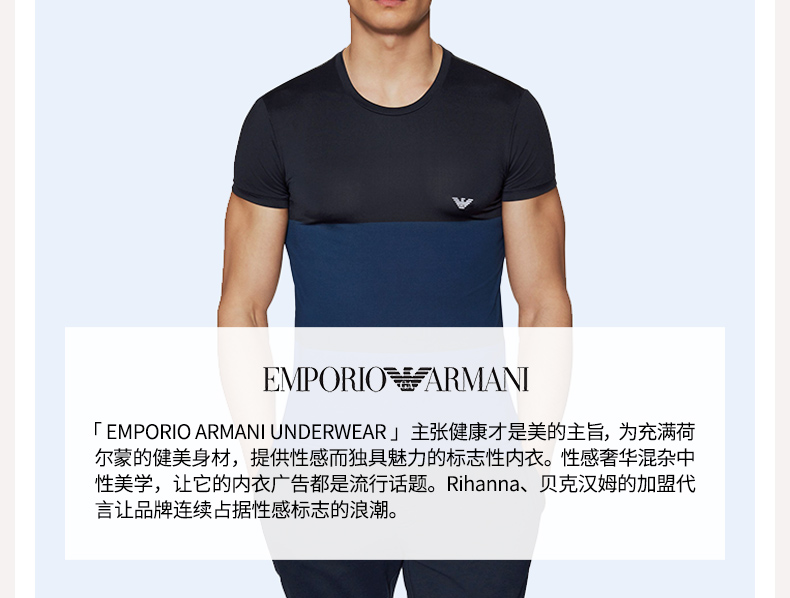 EMPORIO ARMANI
「 EMPORIO ARMANI UNDERWEAR 」 主张健康才是美的主旨，为充满荷
尔蒙的健美身材，提供性感而独具魅力的标志性内衣。性感奢华混杂中
性美学，让它的内衣广告都是流行话题。Rihanna、贝克汉姆的加盟代
言让品牌连续占据性感标志的浪潮。